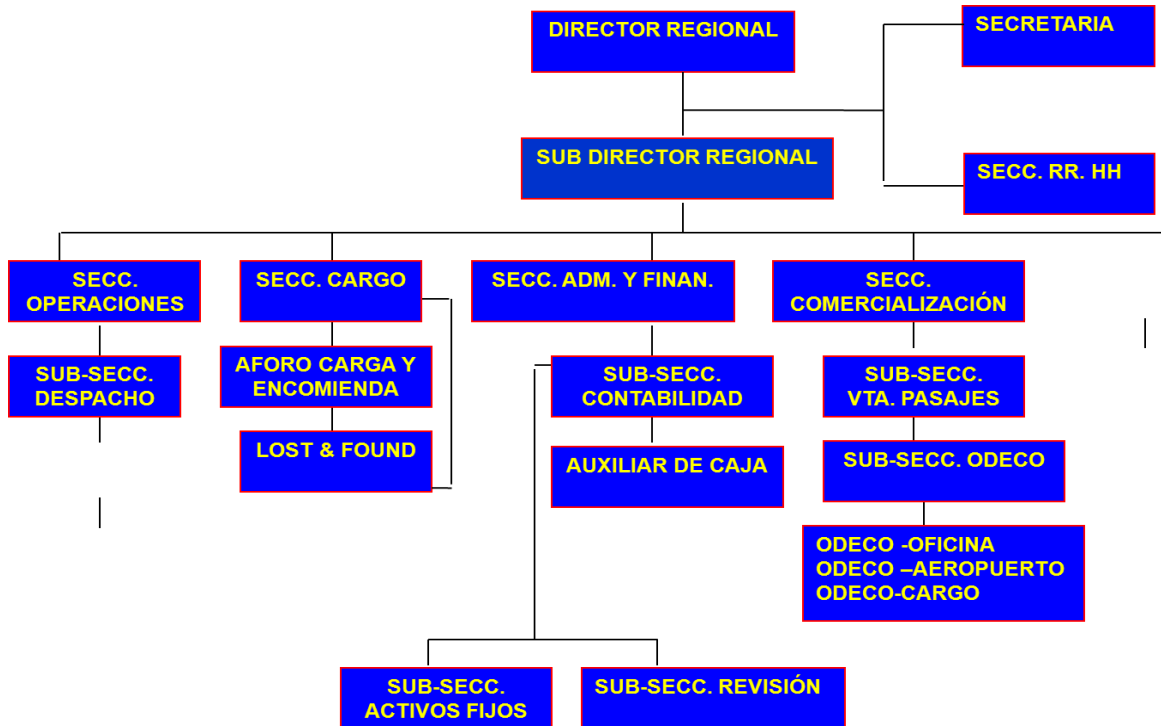 DIRECTOR REGIONAL
SECRETARIA
SUB DIRECTOR REGIONAL
SECC. RR. HH
SECC.
OPERACIONES
SECC. CARGO
SECC. ADM. Y FINAN.
SECC.
COMERCIALIZACIÓN
SUB-SECC.
DESPACHO
AFORO CARGA Y
ENCOMIENDA
SUB-SECC.
CONTABILIDAD
SUB-SECC.
VTA. PASAJES
LOST & FOUND
AUXILIAR DE CAJA
SUB-SECC. ODECO
ODECO -OFICINA
ODECO –AEROPUERTO
ODECO-CARGO
SUB-SECC.
ACTIVOS FIJOS
SUB-SECC. REVISIÓN